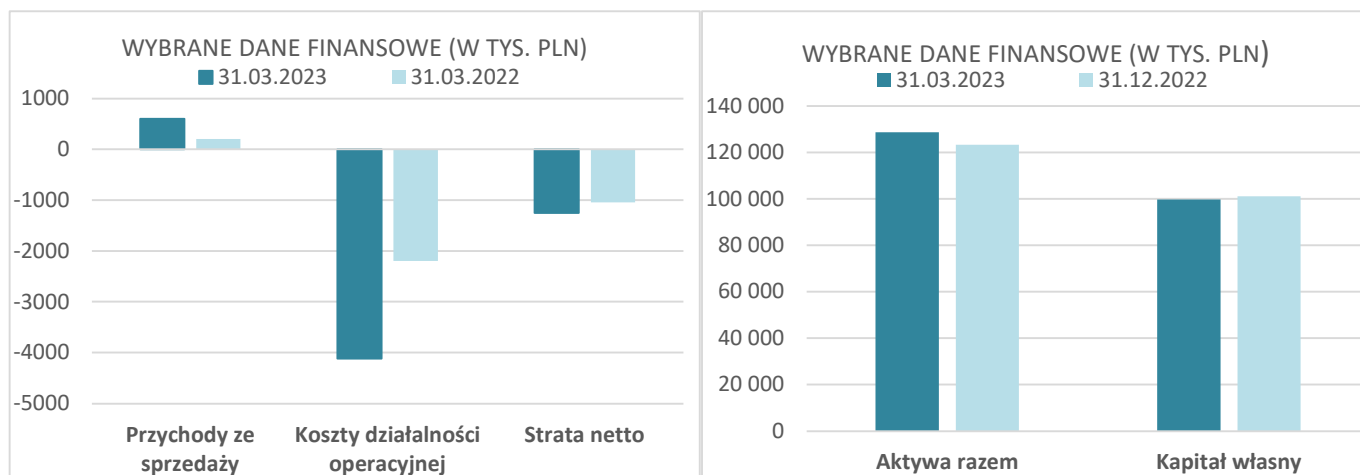 WYBRANE DANE FINANSOWE (W TYS. PLN)
31.03.2023 31.03.2022
1000
0
-1000
-2000
-3000
-4000
-5000
Przychody ze sprzedaży
Koszty działalności operacyjnej
Strata netto
WYBRANE DANE FINANSOWE (W TYS. PLN)
31.03.2023 31.12.2022
140 000
120 000
100 000
80 000
60 000
40 000
20 000
0
Aktywa razem
Kapitał własny